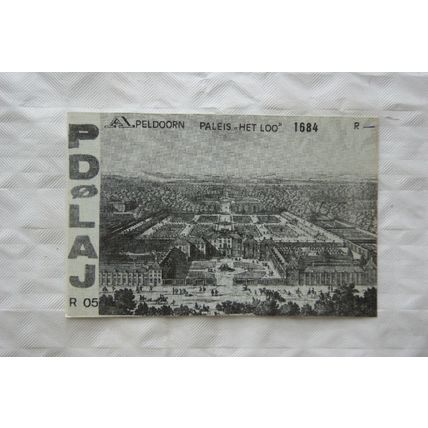 APELDOORN PALEIS „HET LOO” 1684 R
PDØLAJ
R 05